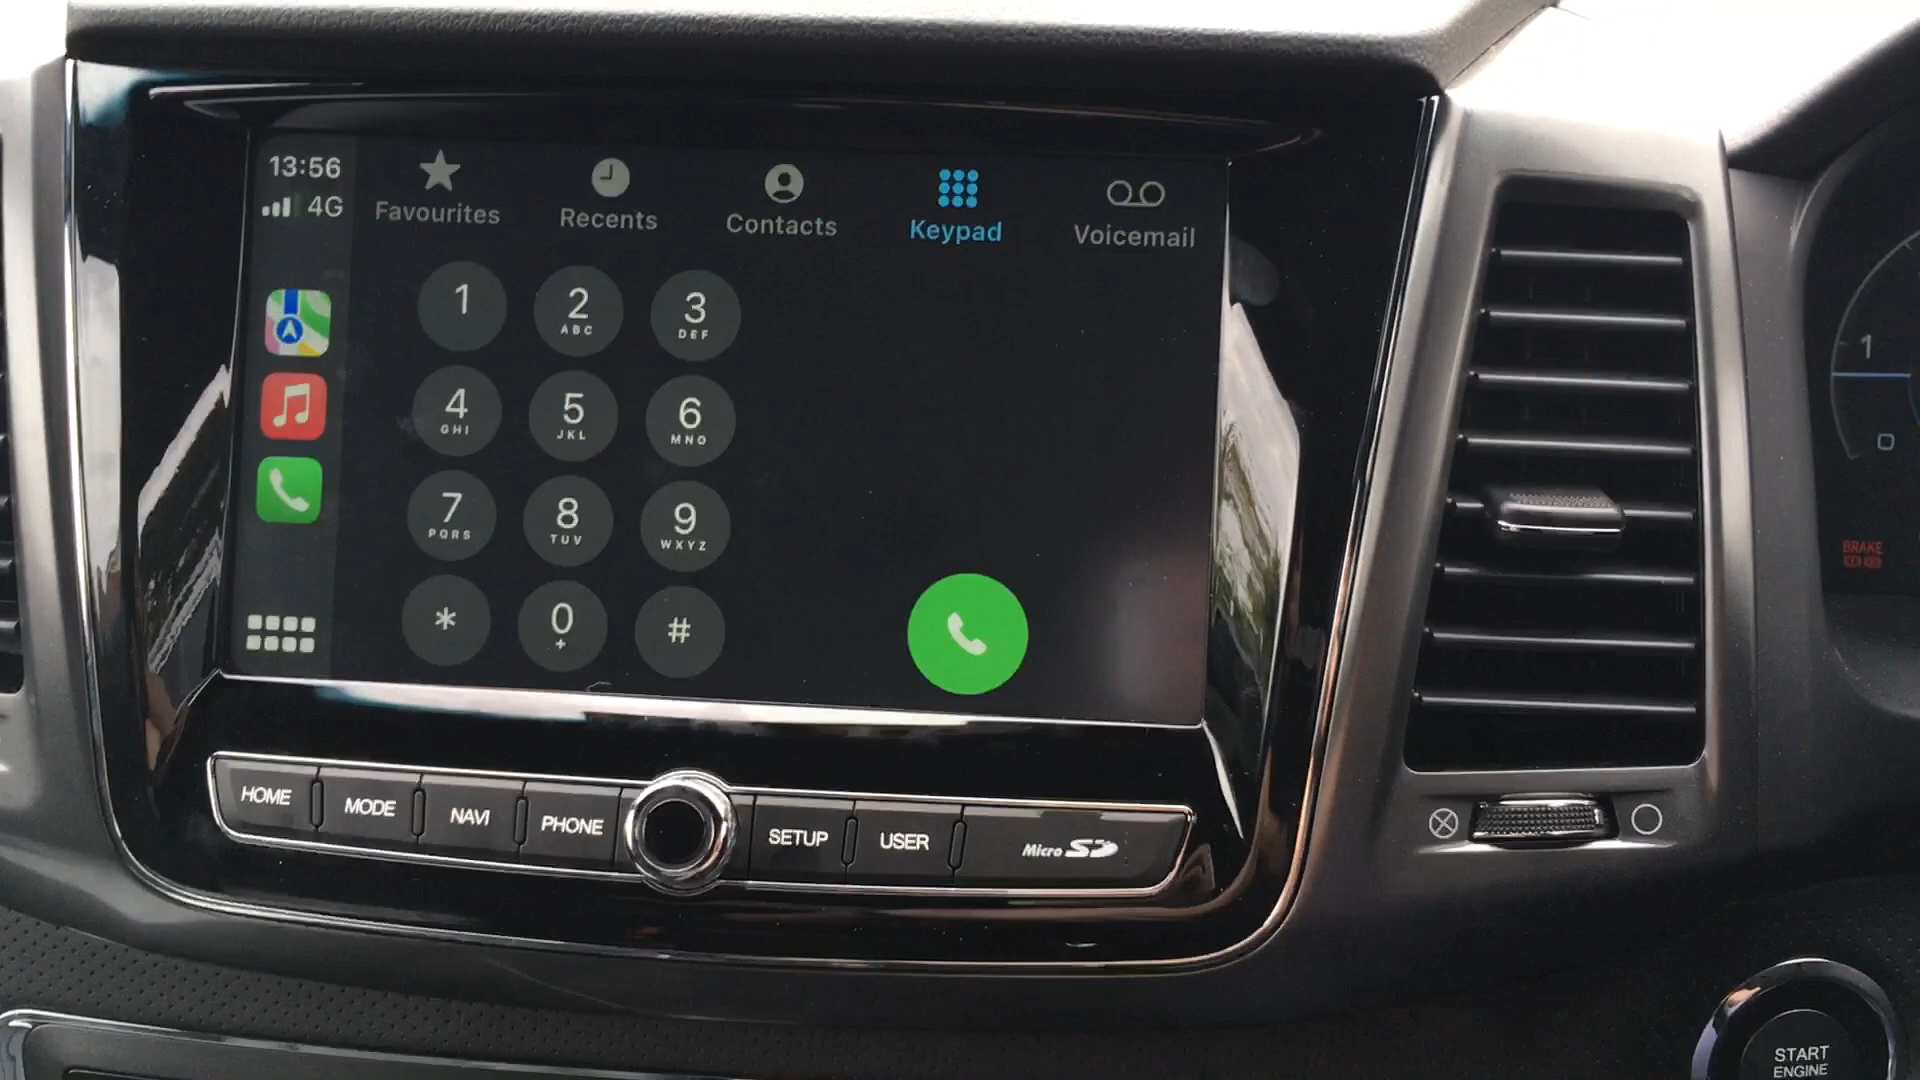 13:56
4G
Favourites
Recents
Contacts
Keypad
Voicemail
1
2
ABC
3
DEF
4
GHI
5
JKL
6
MNO
7
PQRS
8
TUV
9
WXYZ
*
0
+
#
HOME
MODE
NAVI
PHONE
SETUP
USER
Micro SD
1
0
BRAKE
START
ENGINE